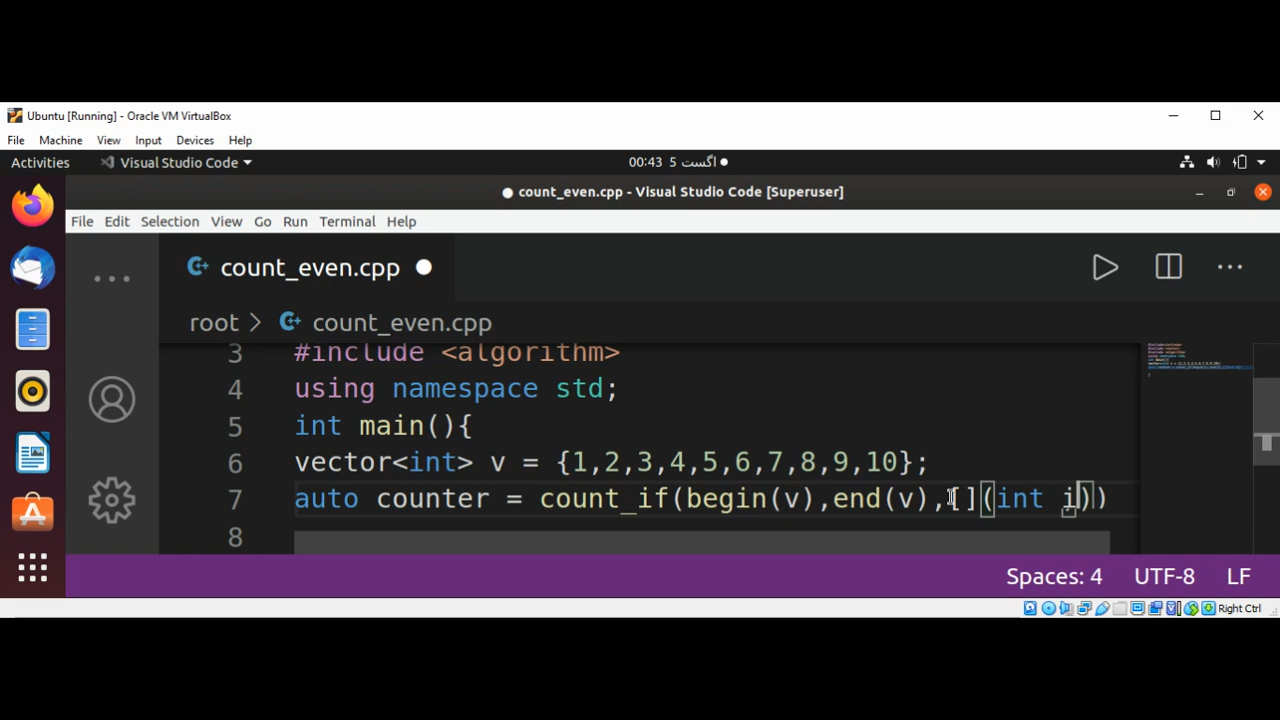 Ubuntu [Running] - Oracle VM VirtualBox
File Machine View Input Devices Help
Activities Visual Studio Code 00:43 5 اگست
count_even.cpp - Visual Studio Code [Superuser]
File Edit Selection View Go Run Terminal Help
count_even.cpp
root > count_even.cpp
3 #include <algorithm>
4 using namespace std;
5 int main(){
6 vector<int> v = {1,2,3,4,5,6,7,8,9,10};
7 auto counter = count_if(begin(v),end(v),[](int i))
8
Spaces: 4 UTF-8 LF
Right Ctrl